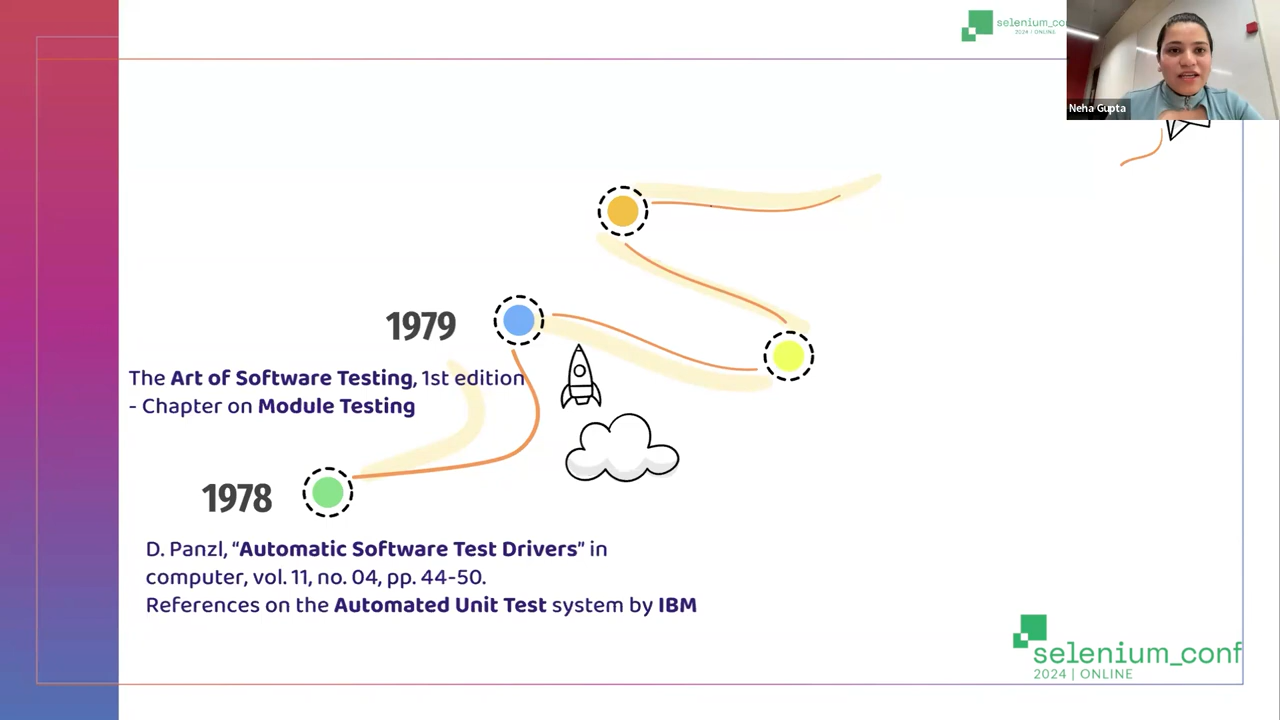 selenium_co
2024 | ONLINE
Neha Gupta
1979
The Art of Software Testing, 1st edition
- Chapter on Module Testing
1978
D. Panzl, “Automatic Software Test Drivers” in
computer, vol. 11, no. 04, pp. 44-50.
References on the Automated Unit Test system by IBM
selenium_conf
2024 | ONLINE